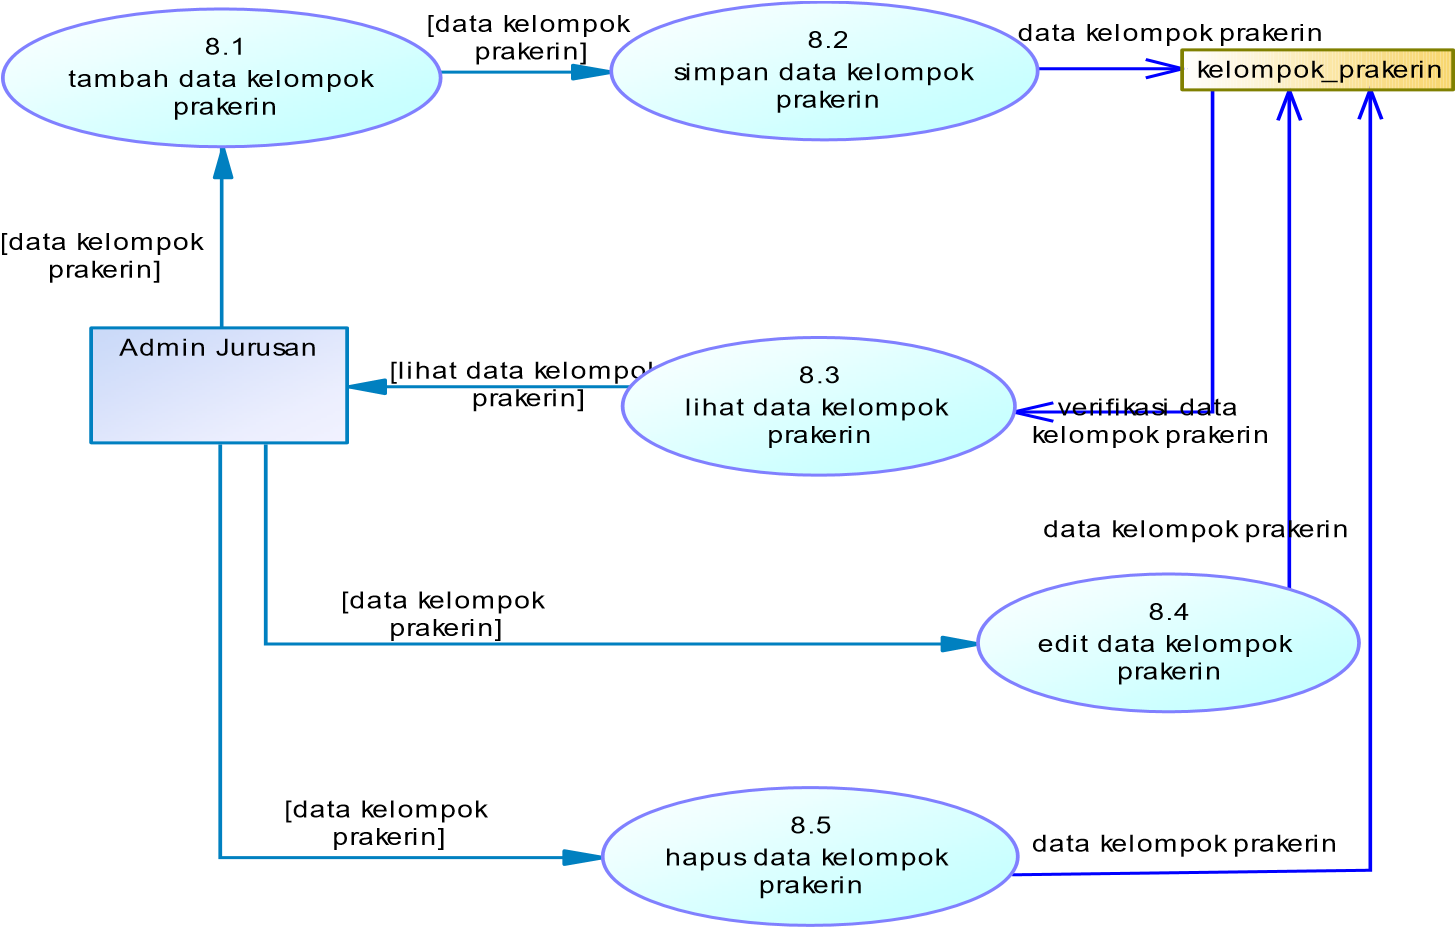 8.1
tambah data kelompok
prakerin
[data kelompok
prakerin]
8.2
simpan data kelompok
prakerin
data kelompok prakerin
kelompok_prakerin
[data kelompok
prakerin]
Admin Jurusan
[lihat data kelompok
prakerin]
8.3
lihat data kelompok
prakerin
verifikasi data
kelompok prakerin
data kelompok prakerin
[data kelompok
prakerin]
8.4
edit data kelompok
prakerin
[data kelompok
prakerin]
8.5
hapus data kelompok
prakerin
data kelompok prakerin